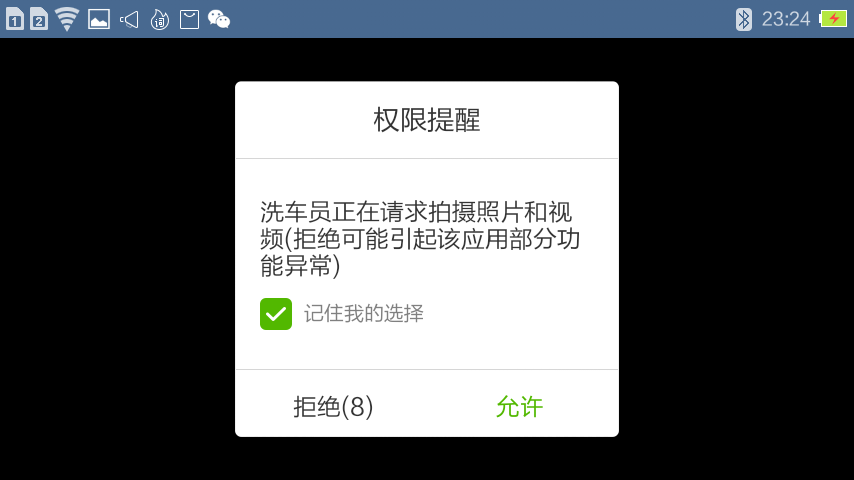 1 2 词 23:24
权限提醒
洗车员正在请求拍摄照片和视
频(拒绝可能引起该应用部分功
能异常)
记住我的选择
拒绝(8) 允许